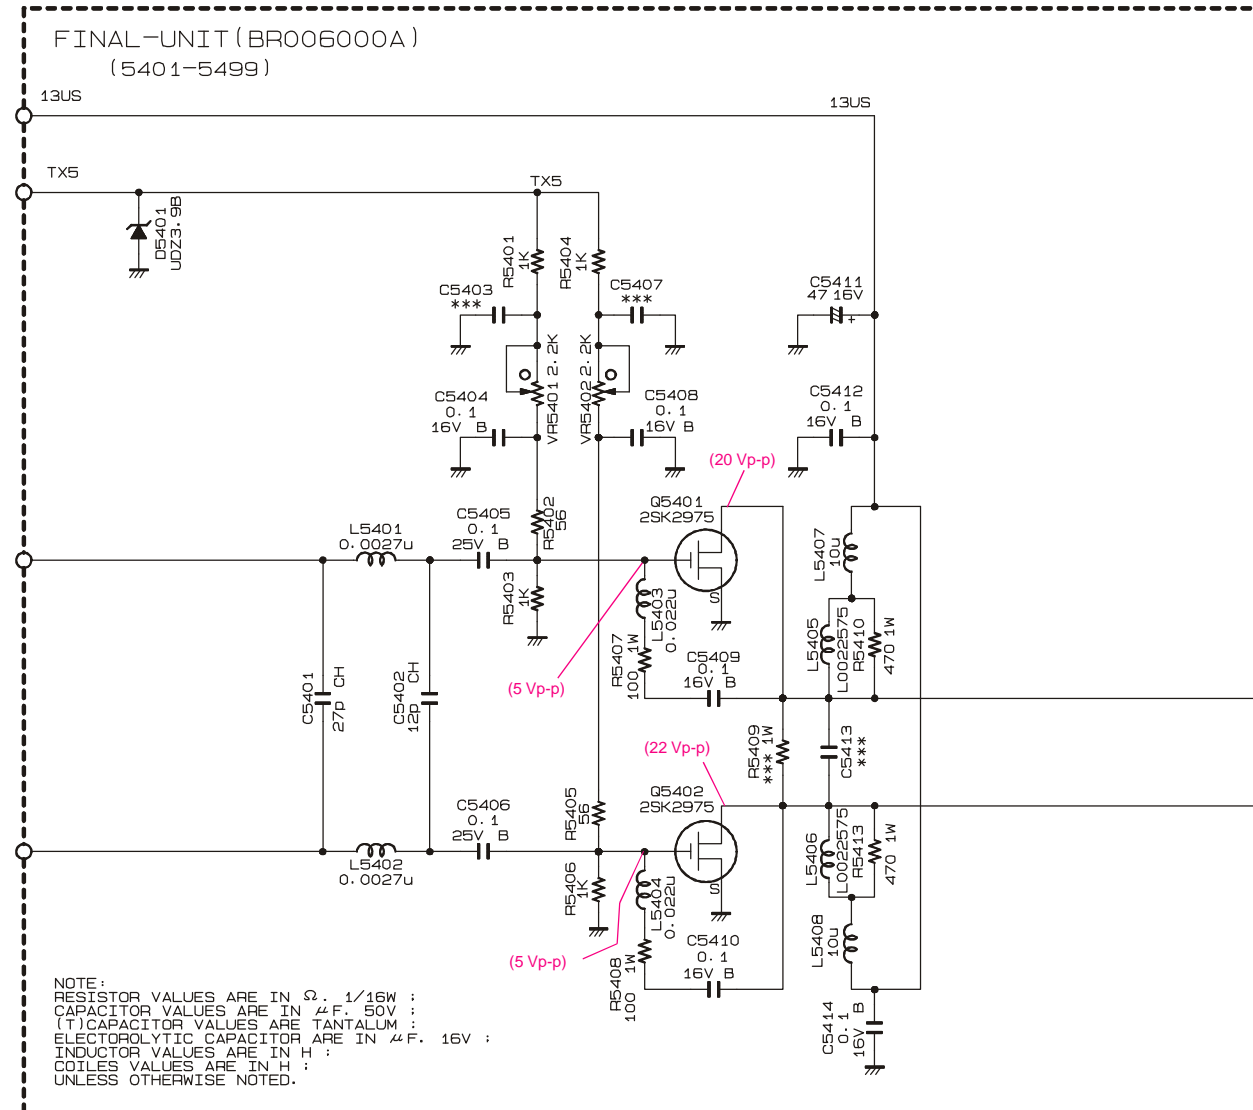 FINAL-UNIT(BR006000A)
(5401-5499)
13US
13US
TX5
TX5
D5401
UDZ3.9B
R5401
1K
R5404
1K
C5403
***
C5407
***
C5411
47 16V
+
VR5401 2.2K
VR5402 2.2K
C5404
0.1
16V B
C5408
0.1
16V B
C5412
0.1
16V B
(20 Vp-p)
Q5401
2SK2975
S
L5401
0.0027u
C5405
0.1
25V B
R5402
56
R5403
1K
L5403
0.022u
R5407
100 1M
C5409
0.1
16V B
L5407
10u
L5405
L0022575
R5410
470 1M
(5 Vp-p)
C5401
27p CH
C5402
12p CH
(22 Vp-p)
R5409
*** 1M
C5413
***
Q5402
2SK2975
S
C5406
0.1
25V B
R5405
56
L5402
0.0027u
R5406
1K
L5404
0.022u
L5406
L0022575
R5413
470 1M
(5 Vp-p)
R5408
100 1M
C5410
0.1
16V B
L5408
10u
C5414
0.1
16V B
NOTE:
RESISTOR VALUES ARE IN Ω. 1/16W ;
CAPACITOR VALUES ARE IN μF. 50V ;
(T)CAPACITOR VALUES ARE TANTALUM ;
ELECTOROLYTIC CAPACITOR ARE IN μF. 16V ;
INDUCTOR VALUES ARE IN H ;
COILES VALUES ARE IN H ;
UNLESS OTHERWISE NOTED.